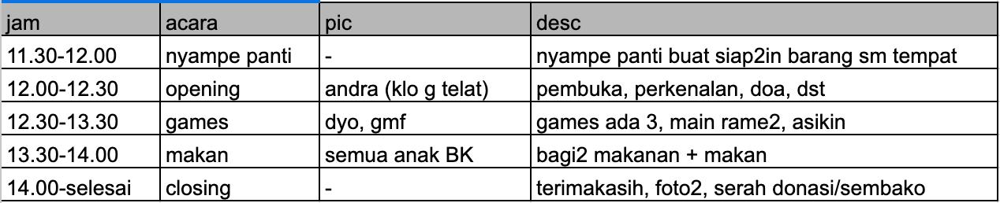 jam acara pic desc
11.30-12.00 nyampe panti - nyampe panti buat siap2in barang sm tempat
12.00-12.30 opening andra (klo g telat) pembuka, perkenalan, doa, dst
12.30-13.30 games dyo, gmf games ada 3, main rame2, asikin
13.30-14.00 makan semua anak BK bagi2 makanan + makan
14.00-selesai closing - terimakasih, foto2, serah donasi/sembako